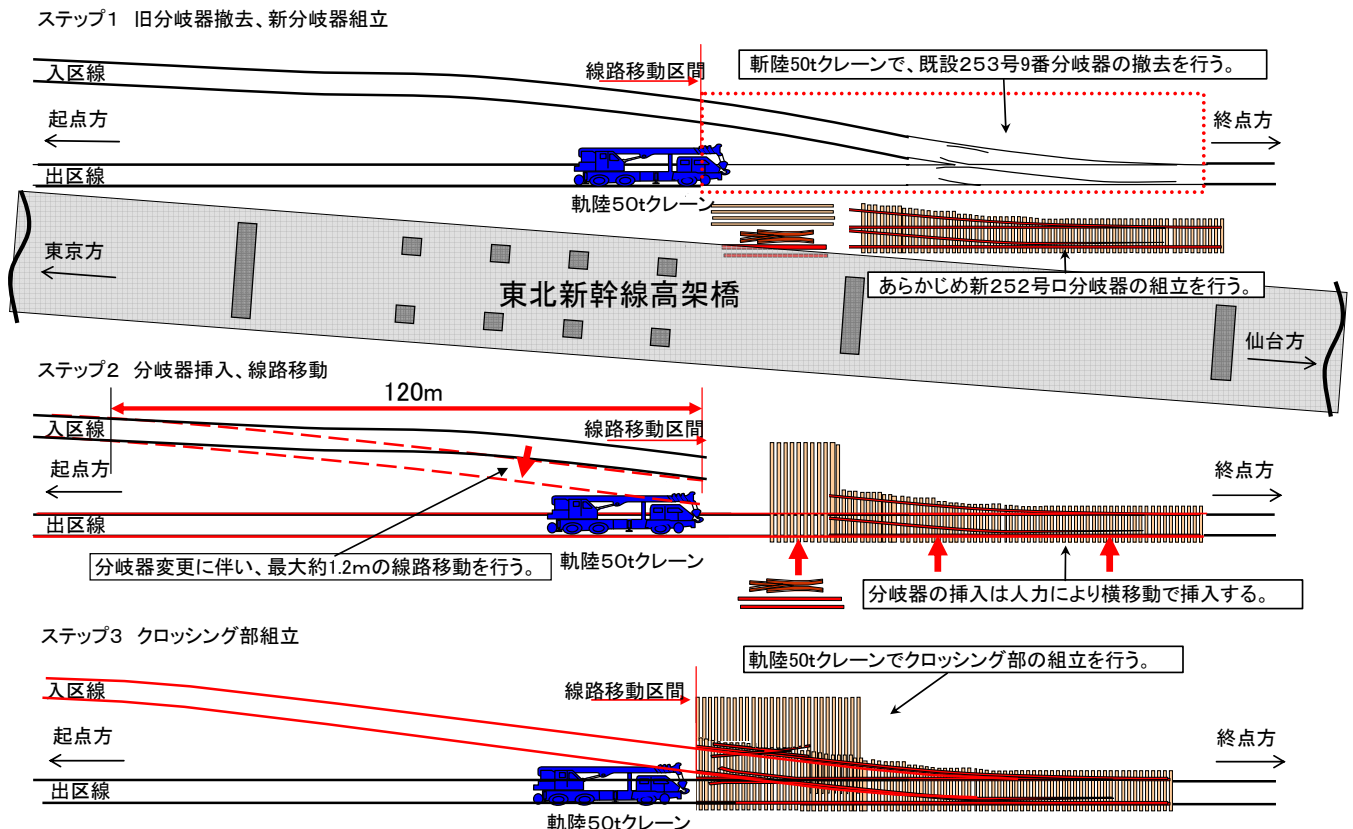 ステップ1 旧分岐器撤去、新分岐器組立
入区線
線路移動区間
斬陸50tクレーンで、既設253号9番分岐器の撤去を行う。
起点方
終点方
出区線
軌陸50tクレーン
東京方
あらかじめ新252号ロ分岐器の組立を行う。
東北新幹線高架橋
仙台方
ステップ2 分岐器挿入、線路移動
120m
入区線
線路移動区間
起点方
終点方
出区線
分岐器変更に伴い、最大約1.2mの線路移動を行う。
軌陸50tクレーン
分岐器の挿入は人力により横移動で挿入する。
ステップ3 クロッシング部組立
軌陸50tクレーンでクロッシング部の組立を行う。
入区線
線路移動区間
起点方
終点方
出区線
軌陸50tクレーン